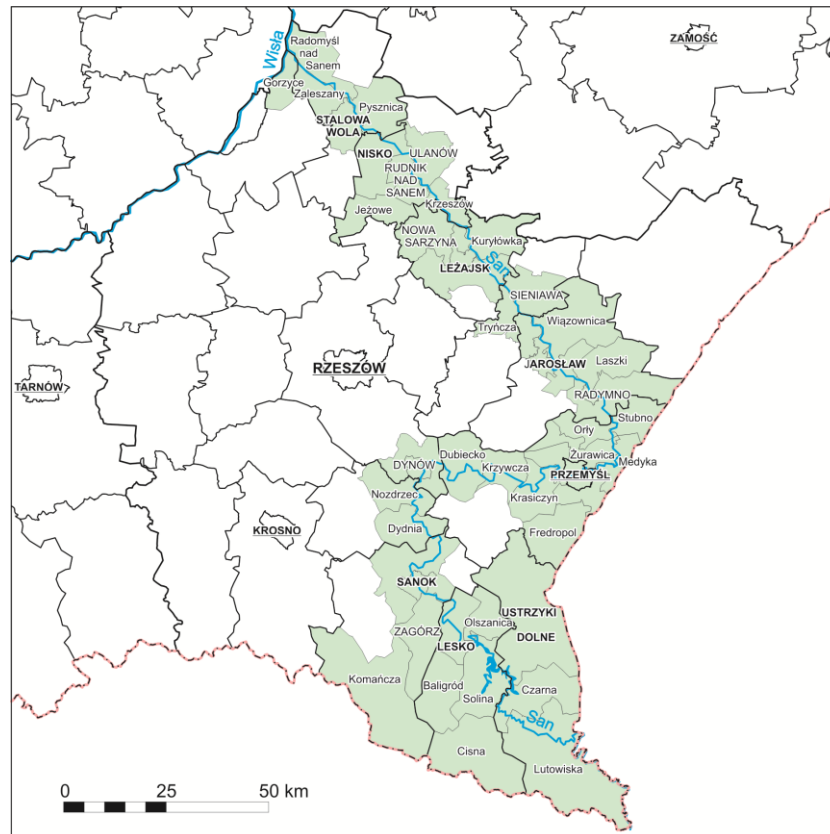 Wisła
Radomyśl
nad
Sanem
ZAMOŚĆ
Gorzyce
Zaleszany
Pysznica
STALOWA
WOLA
NISKO
ULANÓW
RUDNIK
NAD
SANEM
Krzeszów
Jeżowe
NOWA
SARZYNA
Kuryłówka
LEŻAJSK
San
SIENIAWA
Wiązownica
Tryńcza
Laszki
JAROSŁAW
RZESZÓW
TARNÓW
RADYMNO
Stubno
Orły
Dubiecko
Żurawica
DYNÓW
Krzywcza
PRZEMYŚL
Medyka
Nozdrzec
Krasiczyn
Dydnia
Fredropol
KROSNO
SANOK
USTRZYKI
DOLNE
Olszanica
ZAGÓRZ
LESKO
Komańcza
Baligród
Solina
Czarna
San
Cisna
Lutowiska
0 25 50 km